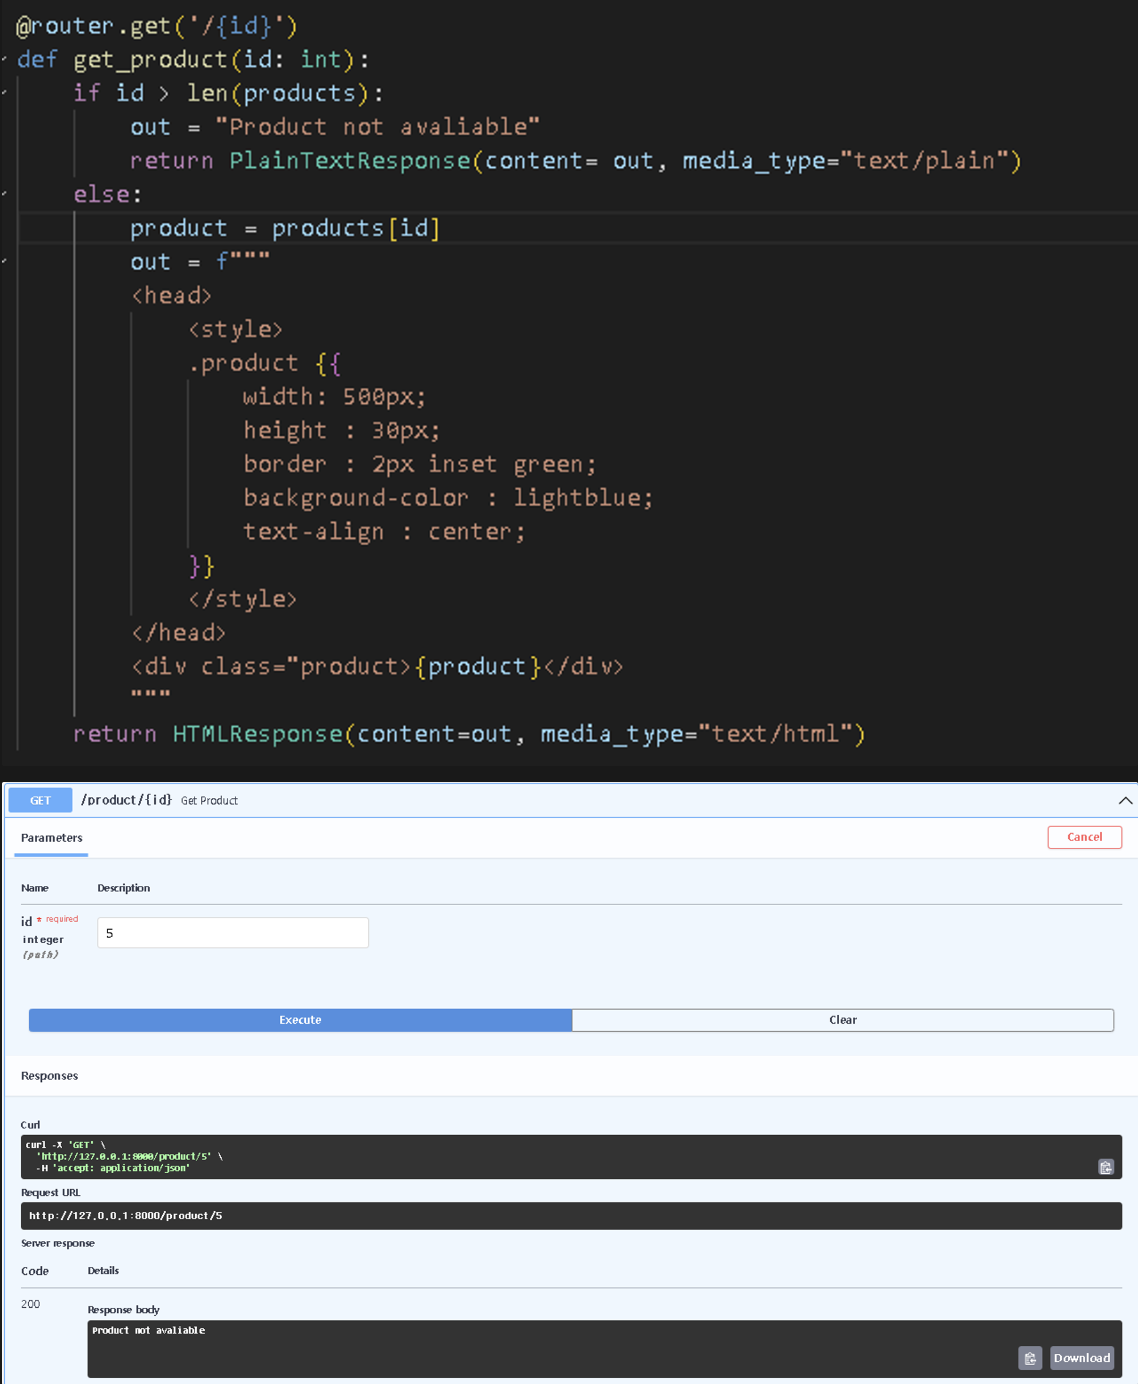 @router.get('/{id}')
def get_product(id: int):
if id > len(products):
out = "Product not avaliable"
return PlainTextResponse(content= out, media_type="text/plain")
else:
product = products[id]
out = f"""
<head>
<style>
.product {{
width: 500px;
height : 30px;
border : 2px inset green;
background-color : lightblue;
text-align : center;
}}
</style>
</head>
<div class="product>{product}</div>
"""
return HTMLResponse(content=out, media_type="text/html")
GET /product/{id} Get Product
Parameters Cancel
Name Description
id * required
integer
(path)
5
Execute Clear
Responses
Curl
curl -X 'GET' \
'http://127.0.0.1:8000/product/5' \
-H 'accept: application/json'
Request URL
http://127.0.0.1:8000/product/5
Server response
Code Details
200
Response body
Product not avaliable
Download